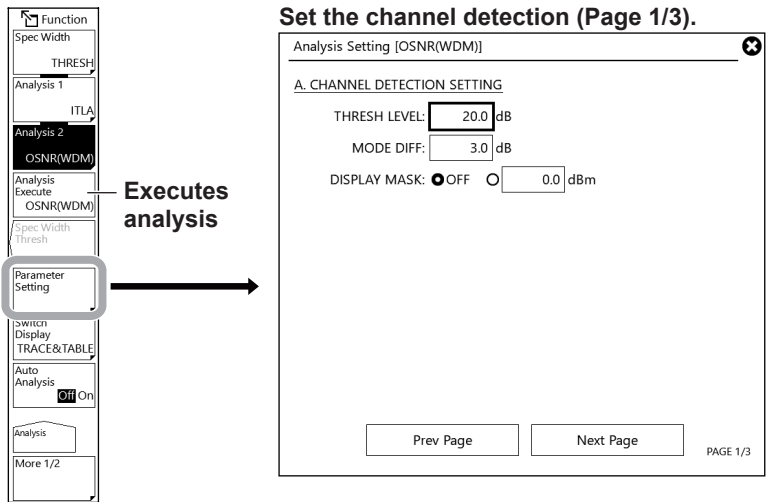 Function
Spec Width
THRESH
Analysis 1
ITLA
Analysis 2
OSNR(WDM)
Analysis
Execute
OSNR(WDM)
Spec Width
Thresh
Parameter
Setting
Switch
Display
TRACE&TABLE
Auto
Analysis
Off On
Analysis
More 1/2
Executes
analysis
Set the channel detection (Page 1/3).
Analysis Setting [OSNR(WDM)]
A. CHANNEL DETECTION SETTING
THRESH LEVEL: 20.0 dB
MODE DIFF: 3.0 dB
DISPLAY MASK: OFF 0.0 dBm
Prev Page Next Page
PAGE 1/3